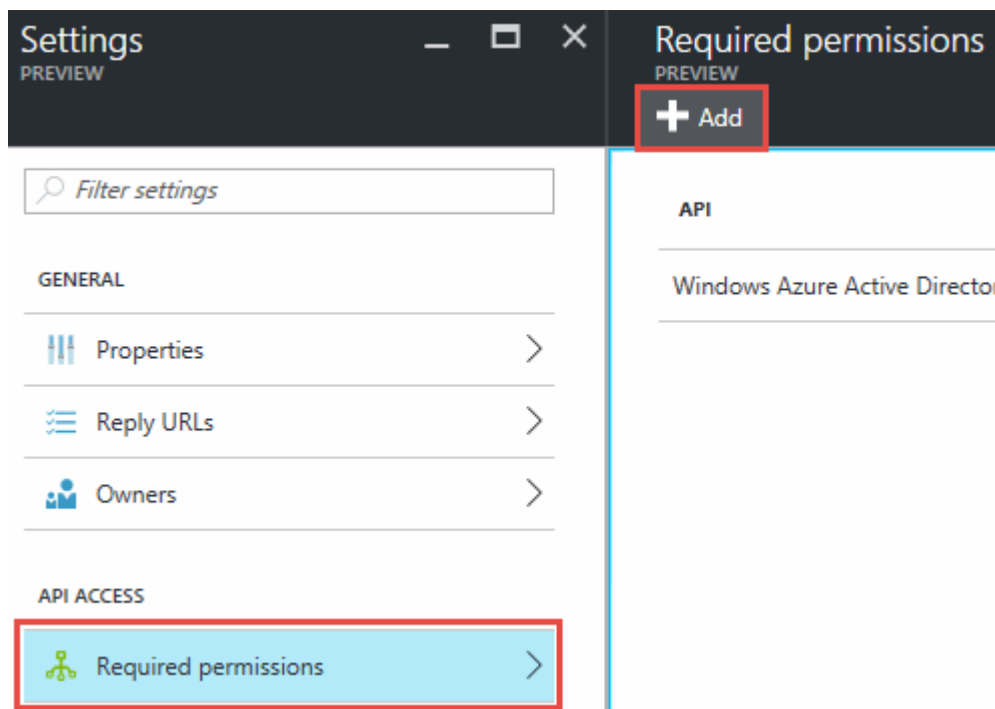 Settings
PREVIEW
Filter settings
GENERAL
Properties
Reply URLs
Owners
API ACCESS
Required permissions
Required permissions
PREVIEW
Add
API
Windows Azure Active Director